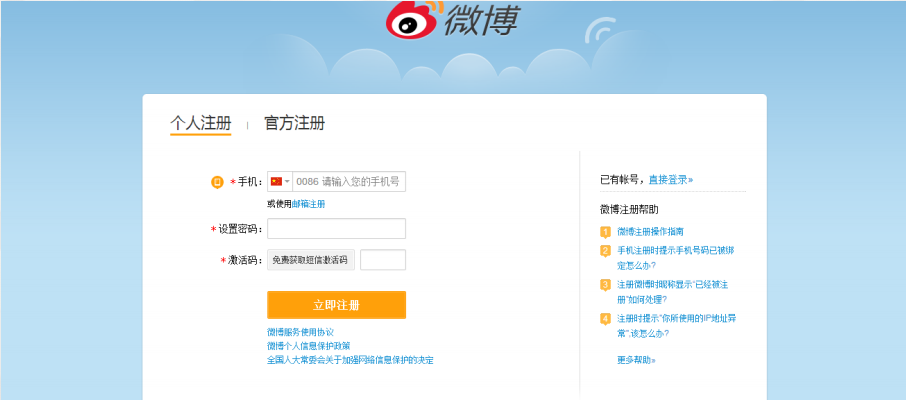 微博
个人注册 | 官方注册
*手机: 0086 请输入您的手机号
或使用邮箱注册
*设置密码:
*激活码: 免费获取短信激活码
立即注册
微博服务使用协议
微博个人信息保护政策
全国人大常委会关于加强网络信息保护的决定
已有帐号，直接登录»
微博注册帮助
1 微博注册操作指南
2 手机注册时提示手机号码已被绑
定怎么办?
3 注册微博时昵称显示"已经被注
册"如何处理?
4 注册时提示"你所使用的IP地址异
常",该怎么办?
更多帮助»